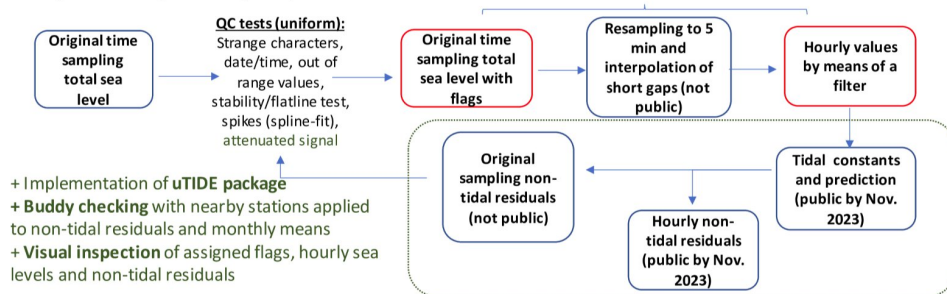 Original time
sampling
total sea
level
QC tests (uniform):
Strange characters,
date/time, out of
range values,
stability/flatline test,
spikes (spline-fit),
attenuated signal
Original time
sampling total
sea level with
flags
Resampling to 5
min and
interpolation of
short gaps (not
public)
Hourly values
by means of a
filter
Tidal constants
and prediction
(public by Nov.
2023)
Original
sampling non-
tidal residuals
(not public)
Hourly non-
tidal residuals
(public by Nov.
2023)
+ Implementation of uTIDE package
+ Buddy checking with nearby stations applied
to non-tidal residuals and monthly means
+ Visual inspection of assigned flags, hourly sea
levels and non-tidal residuals